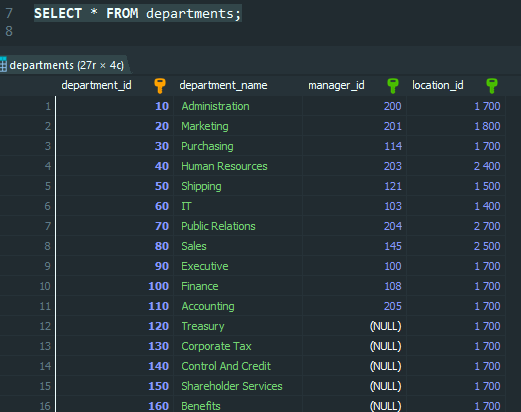 7 SELECT * FROM departments;
8
departments (27r × 4c)
department_id department_name manager_id location_id
1 10 Administration 200 1 700
2 20 Marketing 201 1 800
3 30 Purchasing 114 1 700
4 40 Human Resources 203 2 400
5 50 Shipping 121 1 500
6 60 IT 103 1 400
7 70 Public Relations 204 2 700
8 80 Sales 145 2 500
9 90 Executive 100 1 700
10 100 Finance 108 1 700
11 110 Accounting 205 1 700
12 120 Treasury (NULL) 1 700
13 130 Corporate Tax (NULL) 1 700
14 140 Control And Credit (NULL) 1 700
15 150 Shareholder Services (NULL) 1 700
16 160 Benefits (NULL) 1 700